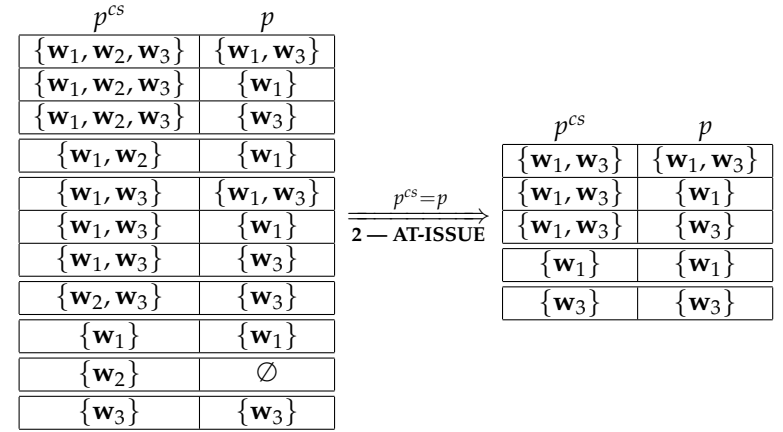 p^{cs} p
{w₁, w₂, w₃} {w₁, w₃}
{w₁, w₂, w₃} {w₁}
{w₁, w₂, w₃} {w₃}
{w₁, w₂} {w₁}
{w₁, w₃} {w₁, w₃}
{w₁, w₃} {w₁}
{w₁, w₃} {w₃}
{w₂, w₃} {w₃}
{w₁} {w₁}
{w₂} ∅
{w₃} {w₃}
p^{cs}=p
2 — AT-ISSUE
p^{cs} p
{w₁, w₃} {w₁, w₃}
{w₁, w₃} {w₁}
{w₁, w₃} {w₃}
{w₁} {w₁}
{w₃} {w₃}